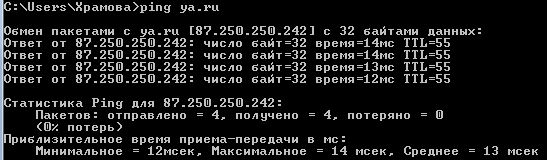 C:\Users\Храмова>ping ya.ru
Обмен пакетами с ya.ru [87.250.250.242] с 32 байтами данных:
Ответ от 87.250.250.242: число байт=32 время=14мс TTL=55
Ответ от 87.250.250.242: число байт=32 время=14мс TTL=55
Ответ от 87.250.250.242: число байт=32 время=13мс TTL=55
Ответ от 87.250.250.242: число байт=32 время=12мс TTL=55
Статистика Ping для 87.250.250.242:
Пакетов: отправлено = 4, получено = 4, потеряно = 0
(0% потерь)
Приблизительное время приема-передачи в мс:
Минимальное = 12мсек, Максимальное = 14 мсек, Среднее = 13 мсек